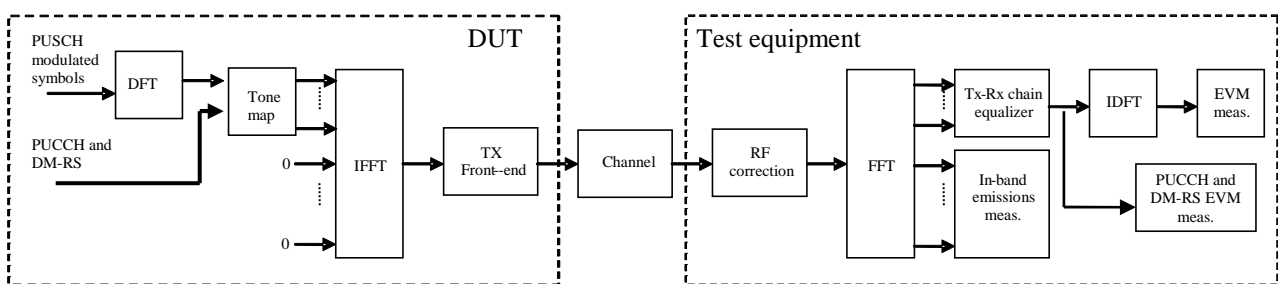 DUT
Test equipment
PUSCH
modulated
symbols
DFT
Tone
map
PUCCH and
DM-RS
0
0
IFFT
TX
Front--end
Channel
RF
correction
FFT
Tx-Rx chain
equalizer
In-band
emissions
meas.
IDFT
EVM
meas.
PUCCH and
DM-RS EVM
meas.